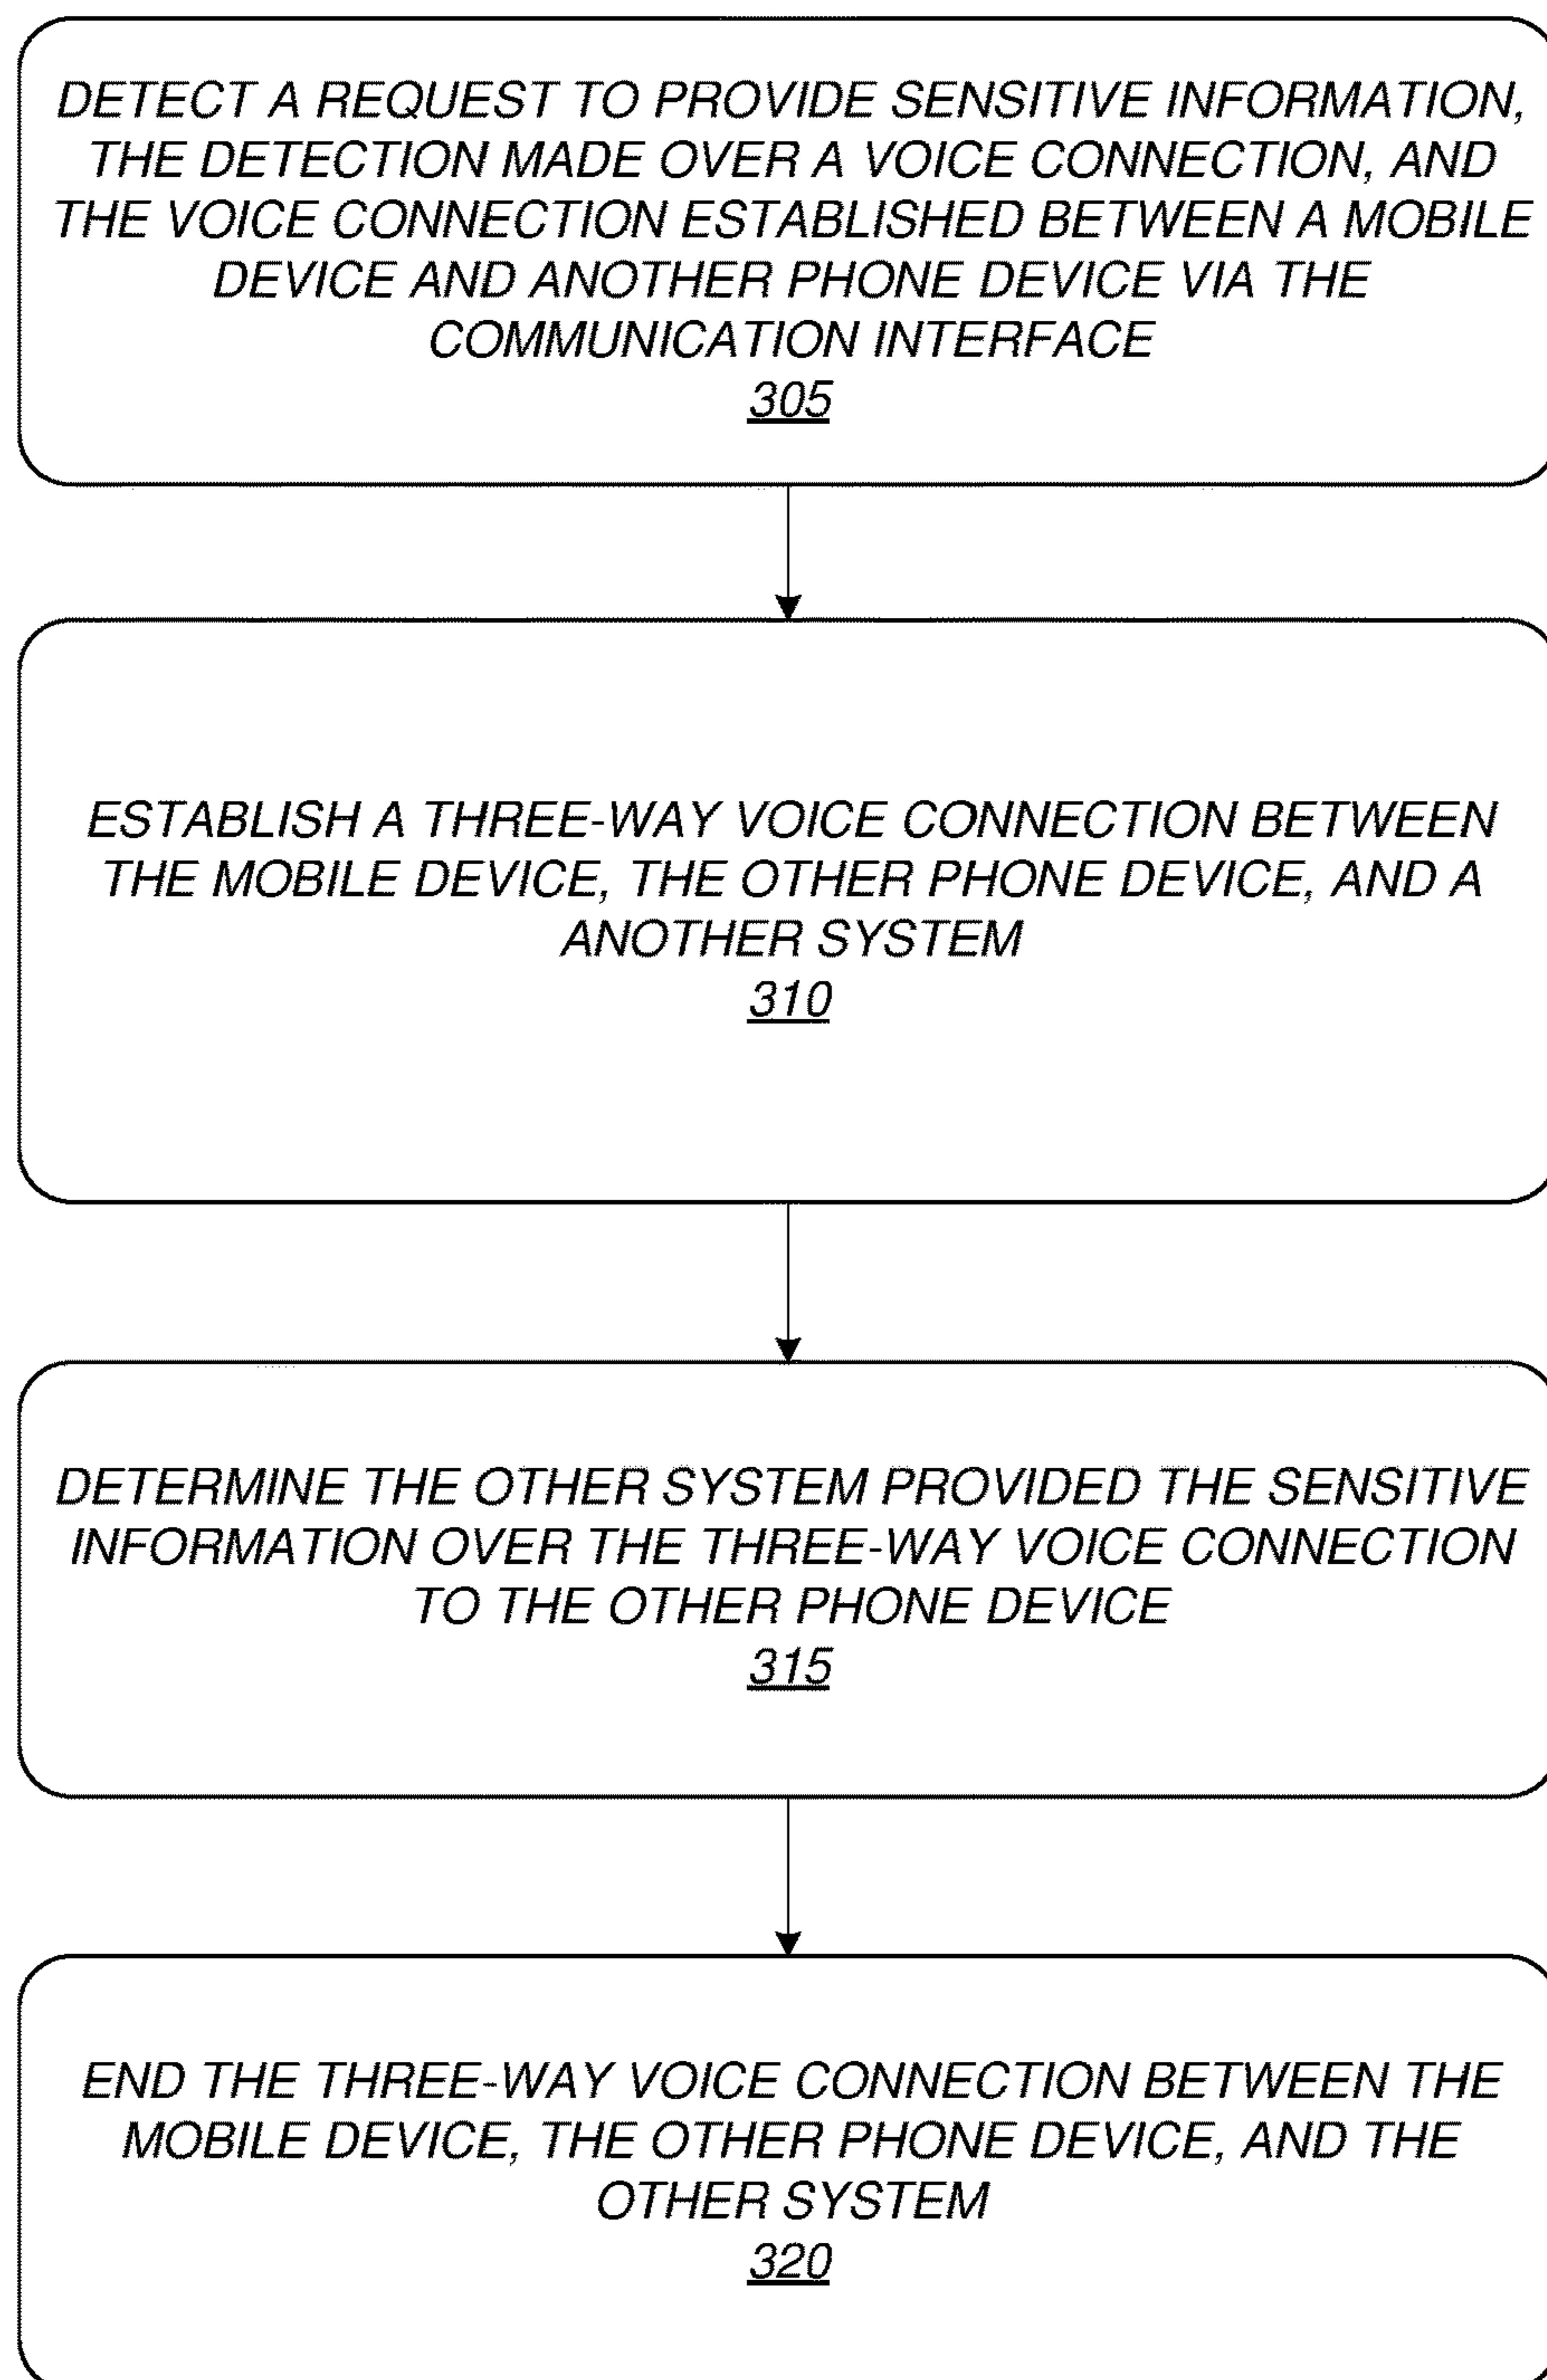 DETECT A REQUEST TO PROVIDE SENSITIVE INFORMATION,
THE DETECTION MADE OVER A VOICE CONNECTION, AND
THE VOICE CONNECTION ESTABLISHED BETWEEN A MOBILE
DEVICE AND ANOTHER PHONE DEVICE VIA THE
COMMUNICATION INTERFACE
305
ESTABLISH A THREE-WAY VOICE CONNECTION BETWEEN
THE MOBILE DEVICE, THE OTHER PHONE DEVICE, AND A
ANOTHER SYSTEM
310
DETERMINE THE OTHER SYSTEM PROVIDED THE SENSITIVE
INFORMATION OVER THE THREE-WAY VOICE CONNECTION
TO THE OTHER PHONE DEVICE
315
END THE THREE-WAY VOICE CONNECTION BETWEEN THE
MOBILE DEVICE, THE OTHER PHONE DEVICE, AND THE
OTHER SYSTEM
320